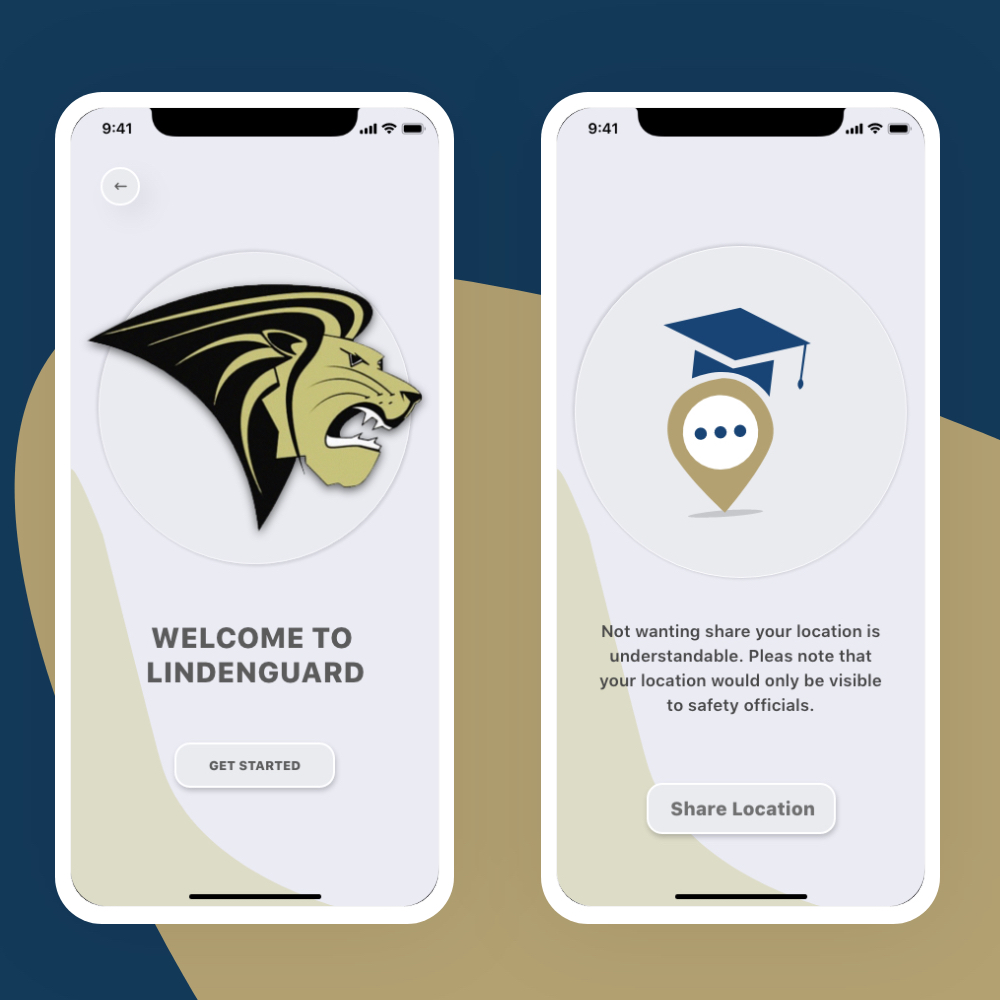 9:41
WELCOME TO
LINDENGUARD
GET STARTED
9:41
Not wanting share your location is
understandable. Pleas note that
your location would only be visible
to safety officials.
Share Location